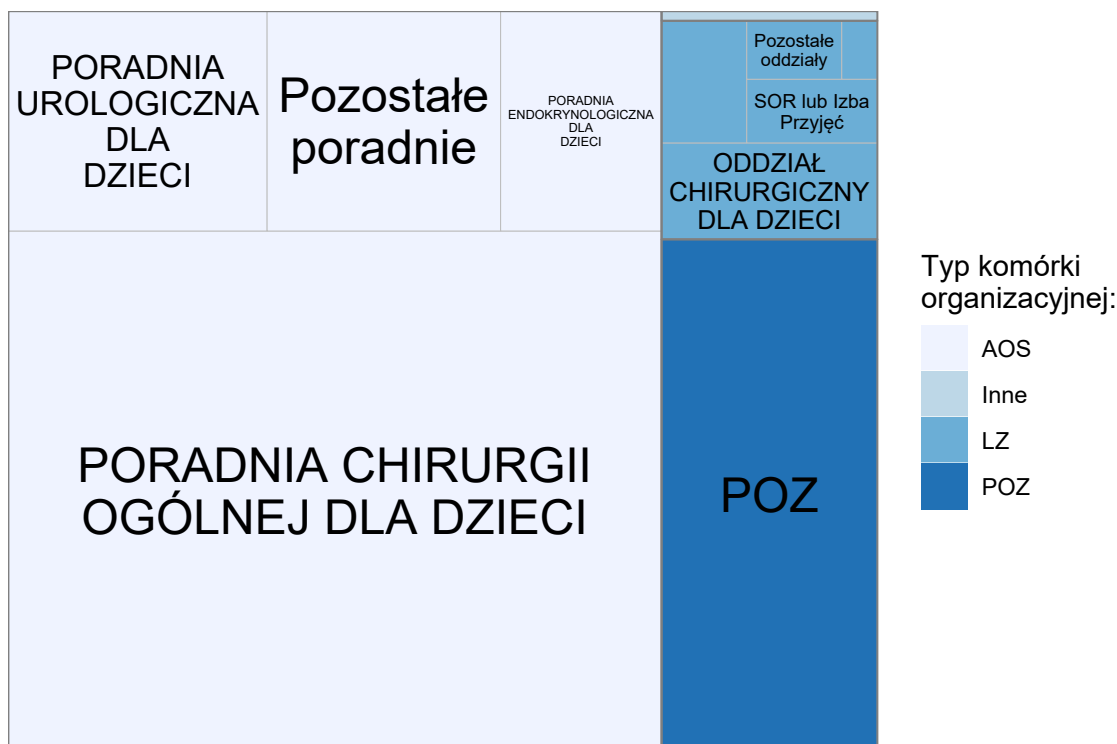 PORADNIA
UROLOGICZNA
DLA
DZIECI
Pozostałe
poradnie
PORADNIA
ENDOKRYNOLOGICZNA
DLA
DZIECI
Pozostałe
oddziały
SOR lub Izba
Przyjęć
ODDZIAŁ
CHIRURGICZNY
DLA DZIECI
PORADNIA CHIRURGII
OGÓLNEJ DLA DZIECI
POZ
Typ komórki
organizacyjnej:
AOS
Inne
LZ
POZ